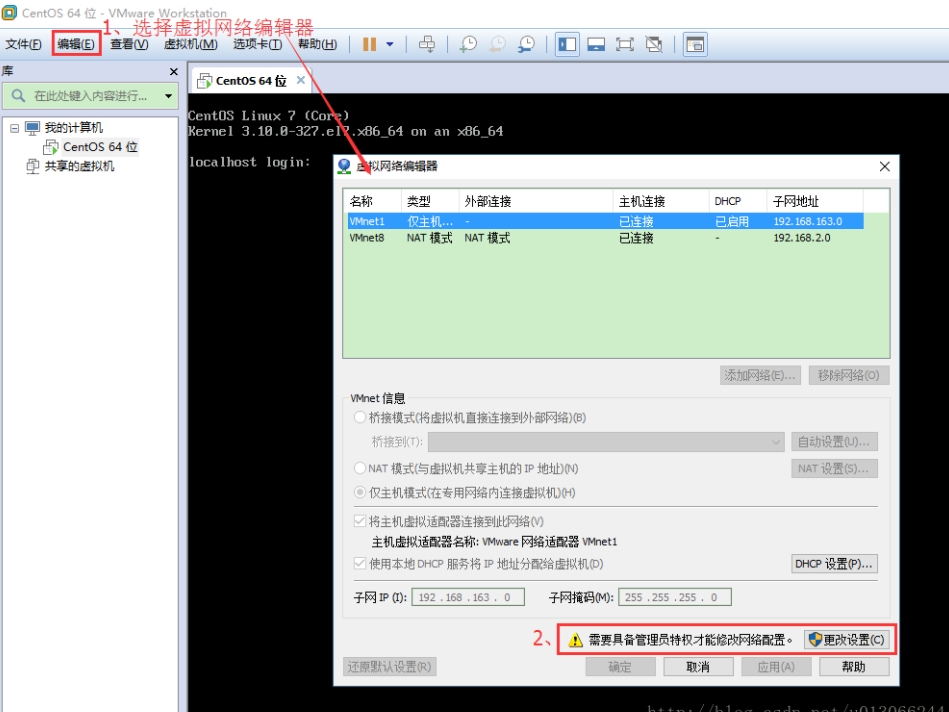 CentOS 64 位 - VMware Workstation
1、选择虚拟网络编辑器
文件(F) 编辑(E) 查看(V) 虚拟机(M) 选项卡(T) 帮助(H)
库
在此处键入内容进行...
我的计算机
CentOS 64 位
共享的虚拟机
CentOS 64 位
CentOS Linux 7 (Core)
Kernel 3.10.0-327.el7.x86_64 on an x86_64
localhost login:
虚拟网络编辑器
名称 类型 外部连接 主机连接 DHCP 子网地址
VMnet1 仅主机... - 已连接 已启用 192.168.163.0
VMnet8 NAT 模式 NAT 模式 已连接 - 192.168.2.0
添加网络(E)... 移除网络(O)
VMnet 信息
桥接模式(将虚拟机直接连接到外部网络)(B)
桥接到(T): 自动设置(U)...
NAT 模式(与虚拟机共享主机的 IP 地址)(N) NAT 设置(S)...
仅主机模式(在专用网络内连接虚拟机)(H)
将主机虚拟适配器连接到此网络(V)
主机虚拟适配器名称: VMware 网络适配器 VMnet1
使用本地 DHCP 服务将 IP 地址分配给虚拟机(D) DHCP 设置(P)...
子网 IP (I): 192 . 168 . 163 . 0 子网掩码(M): 255 . 255 . 255 . 0
2、 需要具备管理员特权才能修改网络配置。 更改设置(C)
还原默认设置(R) 确定 取消 应用(A) 帮助
http://blog.csdn.net/u013066244